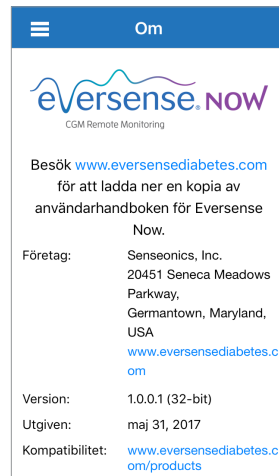 Om
eversense® NOW
CGM Remote Monitoring
Besök www.eversensediabetes.com
för att ladda ner en kopia av
användarhandboken för Eversense
Now.
Företag: Senseonics, Inc.
20451 Seneca Meadows
Parkway,
Germantown, Maryland,
USA
www.eversensediabetes.c
om
Version: 1.0.0.1 (32-bit)
Utgiven: maj 31, 2017
Kompatibilitet: www.eversensediabetes.c
om/products